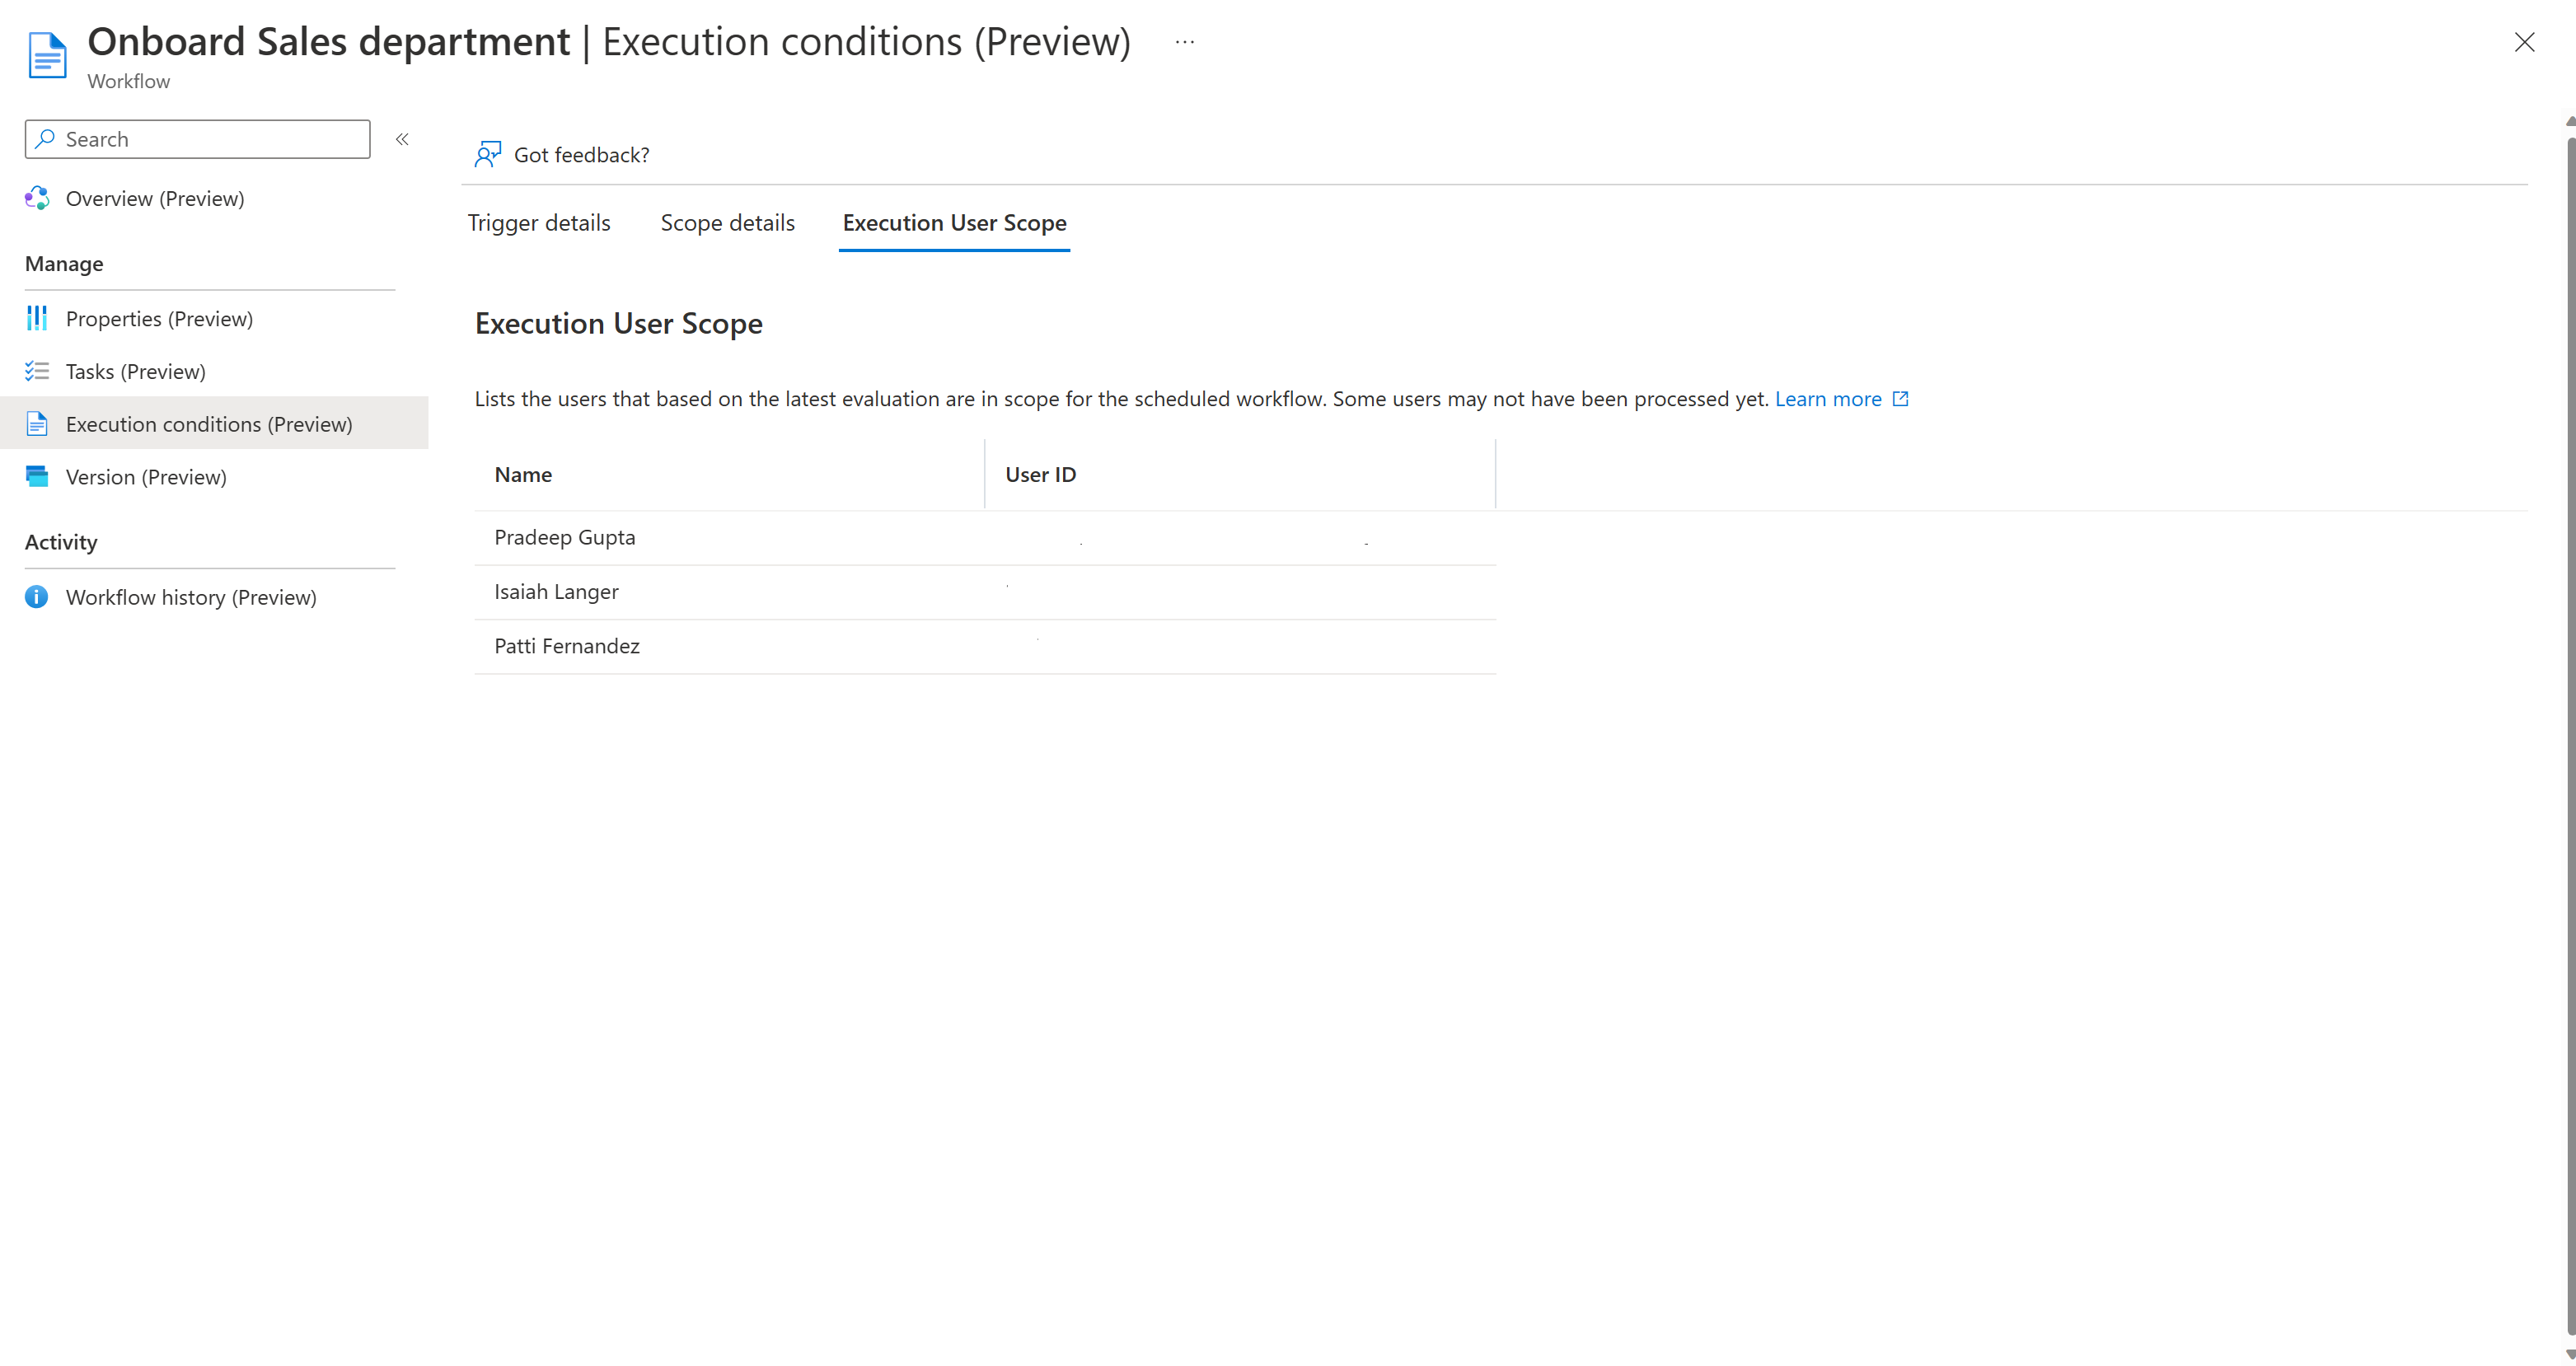 Onboard Sales department | Execution conditions (Preview) ...
Workflow
Search
Overview (Preview)
Manage
Properties (Preview)
Tasks (Preview)
Execution conditions (Preview)
Version (Preview)
Activity
Workflow history (Preview)
Got feedback?
Trigger details Scope details Execution User Scope
Execution User Scope
Lists the users that based on the latest evaluation are in scope for the scheduled workflow. Some users may not have been processed yet. Learn more
Name User ID
Pradeep Gupta
Isaiah Langer
Patti Fernandez